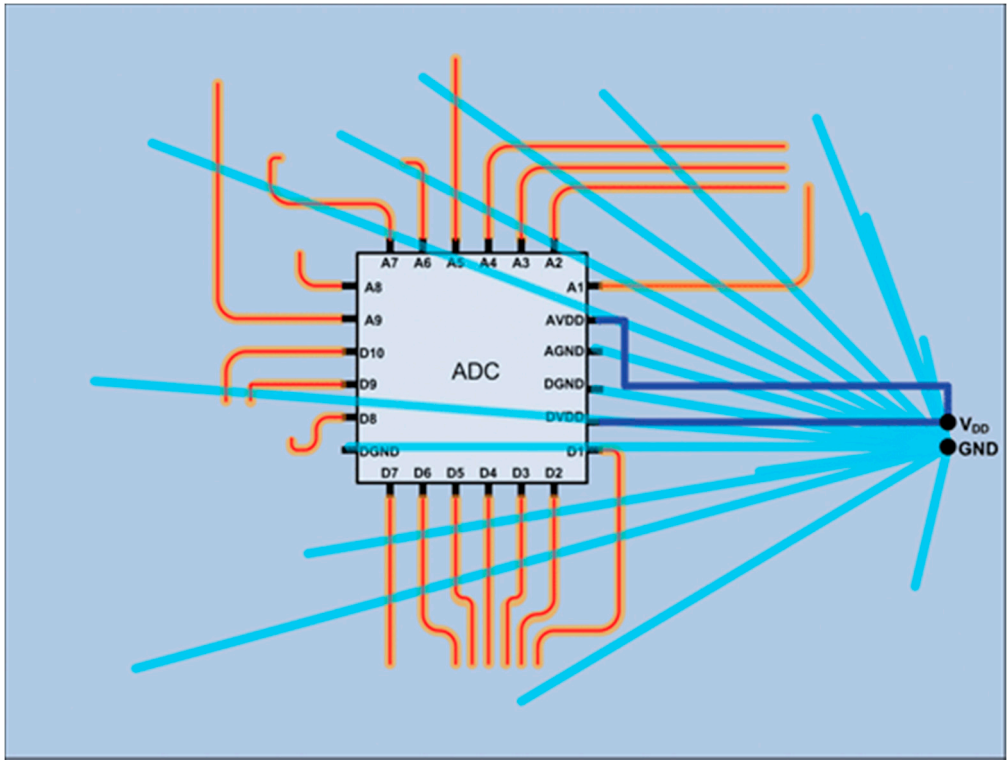 A7 A6 A5 A4 A3 A2
A8
A9
D10
D9
D8
DGND
A1
AVDD
AGND
DGND
DVDD
D1
ADC
D7 D6 D5 D4 D3 D2
VDD
GND